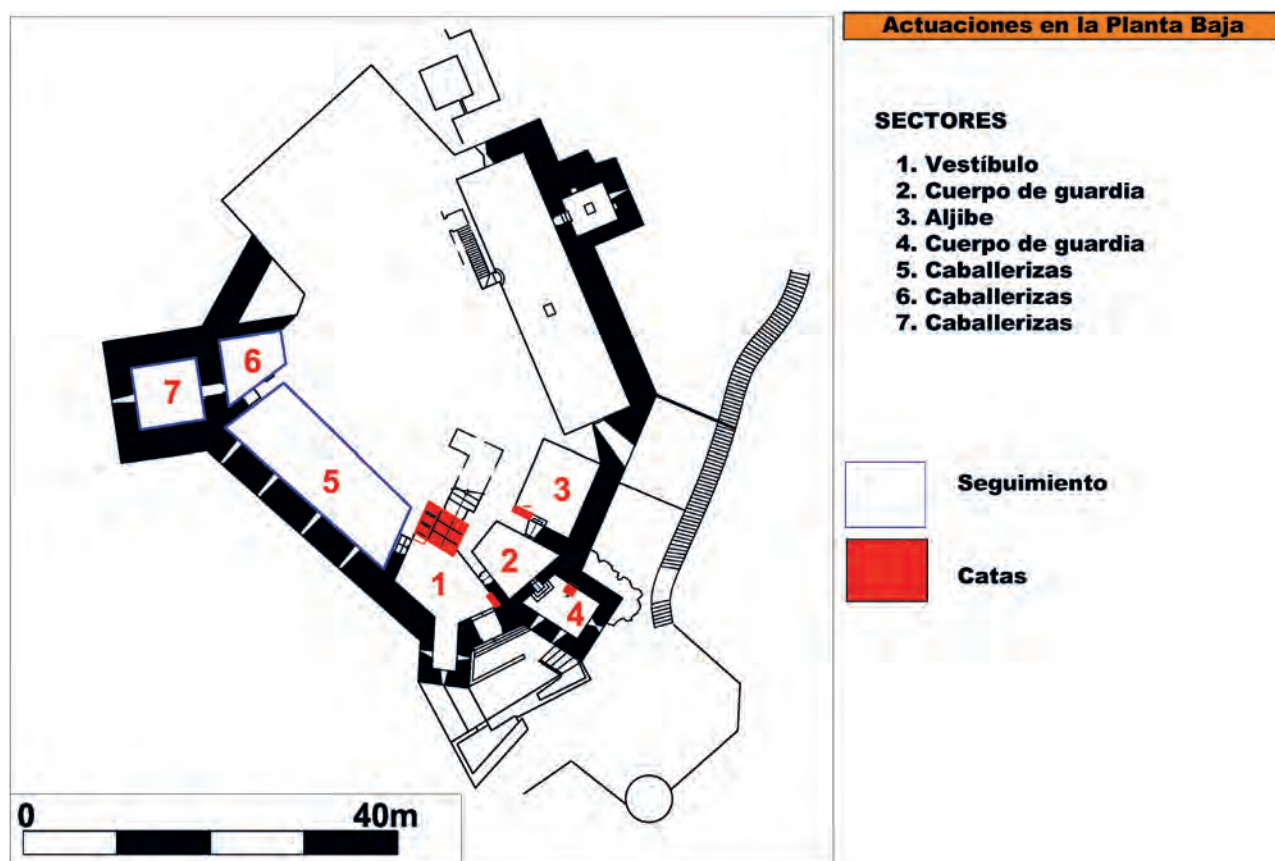 Actuaciones en la Planta Baja
SECTORES
1. Vestíbulo
2. Cuerpo de guardia
3. Aljibe
4. Cuerpo de guardia
5. Caballerizas
6. Caballerizas
7. Caballerizas
Seguimiento
Catas
6
7
5
3
2
1
4
0 40m